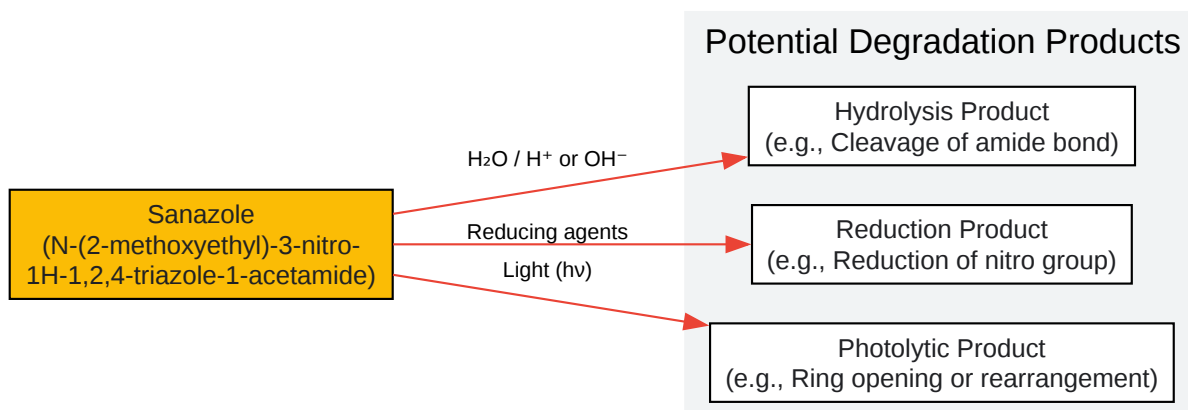 Potential Degradation Products
Hydrolysis Product
(e.g., Cleavage of amide bond)
H₂O / H⁺ or OH⁻
Sanazole
(N-(2-methoxyethyl)-3-nitro-
1H-1,2,4-triazole-1-acetamide)
Reducing agents
Reduction Product
(e.g., Reduction of nitro group)
Light (hν)
Photolytic Product
(e.g., Ring opening or rearrangement)